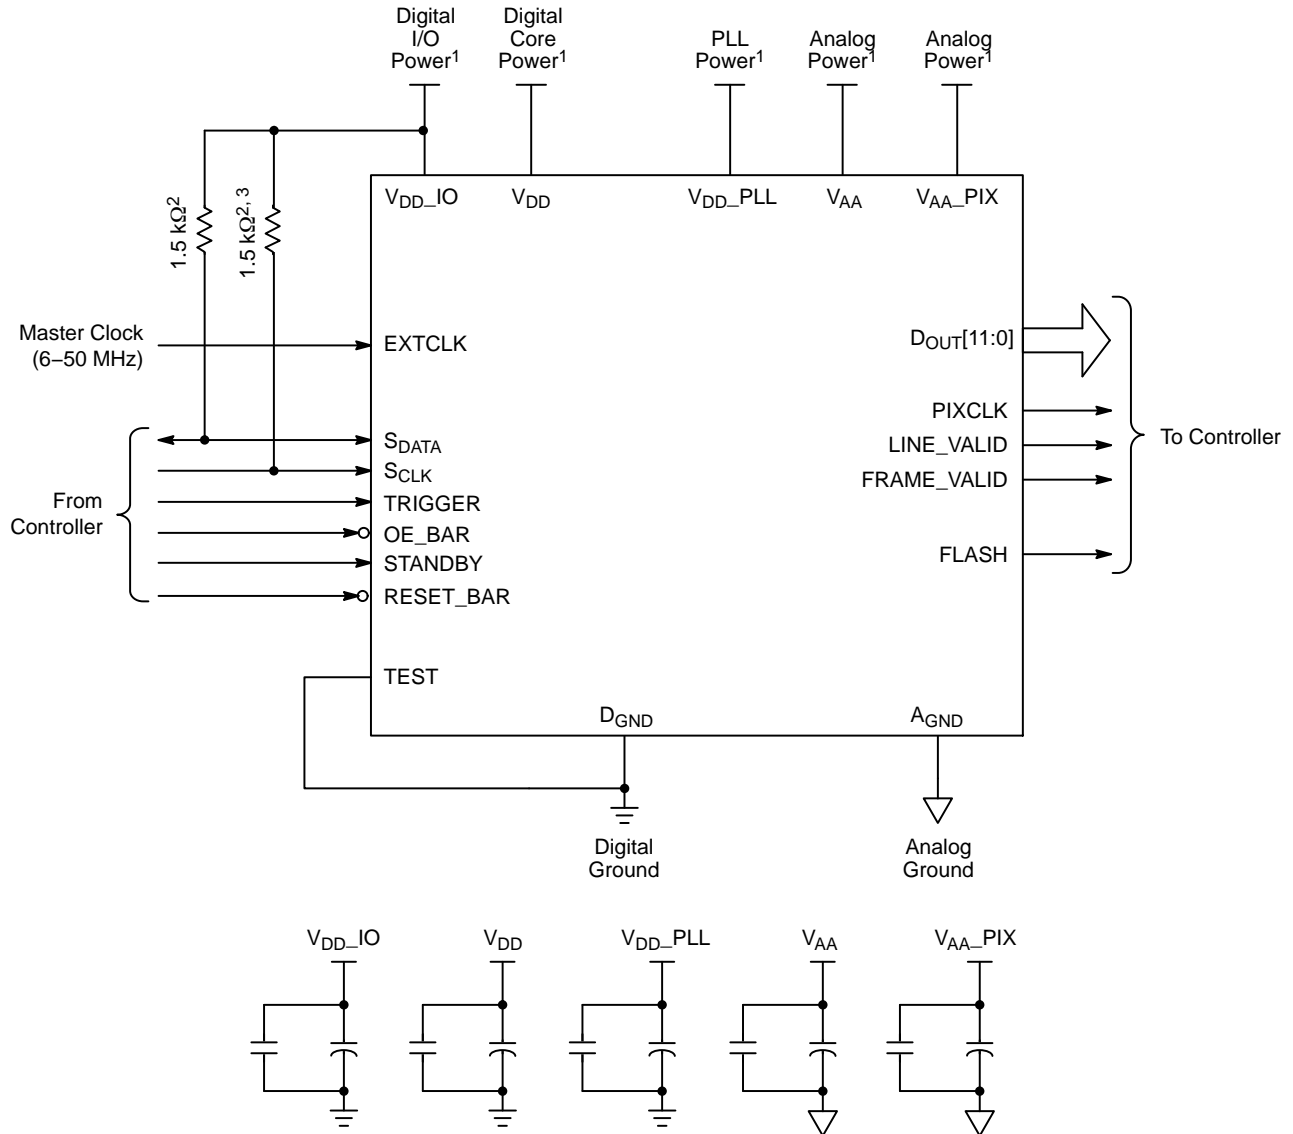 Digital
I/O
Power1
Digital
Core
Power1
PLL
Power1
Analog
Power1
Analog
Power1
VDD_IO
VDD
VDD_PLL
VAA
VAA_PIX
1.5 kΩ2
1.5 kΩ2, 3
Master Clock
(6–50 MHz)
EXTCLK
DOUT[11:0]
PIXCLK
LINE_VALID
FRAME_VALID
FLASH
To Controller
From
Controller
SDATA
SCLK
TRIGGER
OE_BAR
STANDBY
RESET_BAR
TEST
DGND
AGND
Digital
Ground
Analog
Ground
VDD_IO
VDD
VDD_PLL
VAA
VAA_PIX